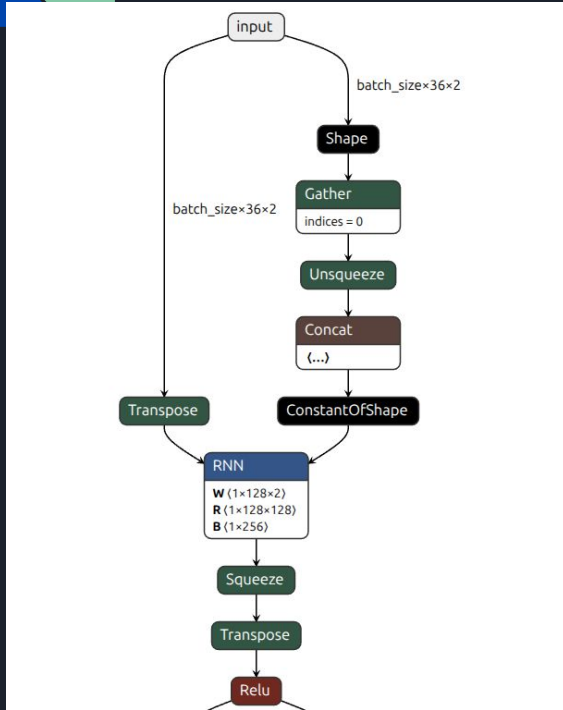 input
batch_size×36×2
Shape
Gather
indices = 0
batch_size×36×2
Unsqueeze
Concat
⟨...⟩
Transpose
ConstantOfShape
RNN
W ⟨1×128×2⟩
R ⟨1×128×128⟩
B ⟨1×256⟩
Squeeze
Transpose
Relu